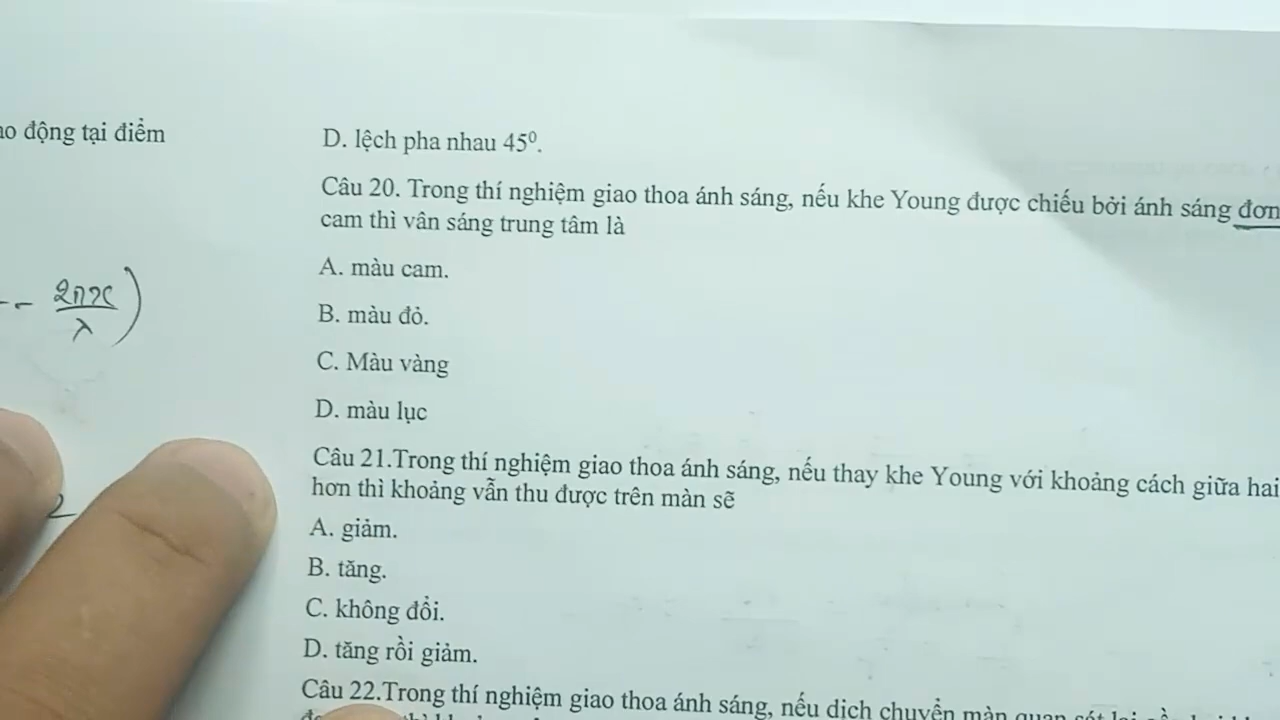 động tại điểm
D. lệch pha nhau 45⁰.
Câu 20. Trong thí nghiệm giao thoa ánh sáng, nếu khe Young được chiếu bởi ánh sáng đơn
cam thì vân sáng trung tâm là
A. màu cam.
- 2πx/λ )
B. màu đỏ.
C. Màu vàng
D. màu lục
Câu 21.Trong thí nghiệm giao thoa ánh sáng, nếu thay khe Young với khoảng cách giữa hai
hơn thì khoảng vẫn thu được trên màn sẽ
2
A. giảm.
B. tăng.
C. không đổi.
D. tăng rồi giảm.
Câu 22.Trong thí nghiệm giao thoa ánh sáng, nếu dịch chuyển màn quan sát lại